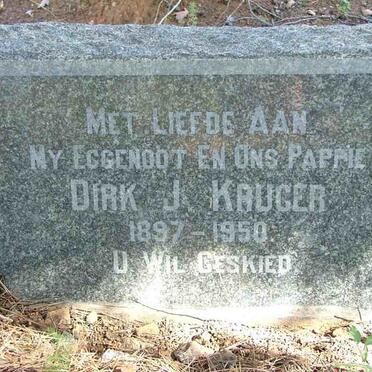 MET LIEFDE AAN
MY EGGENOOT EN ONS PAPPIE
DIRK J. KRUGER
1897 - 1950
U WIL GESKIED